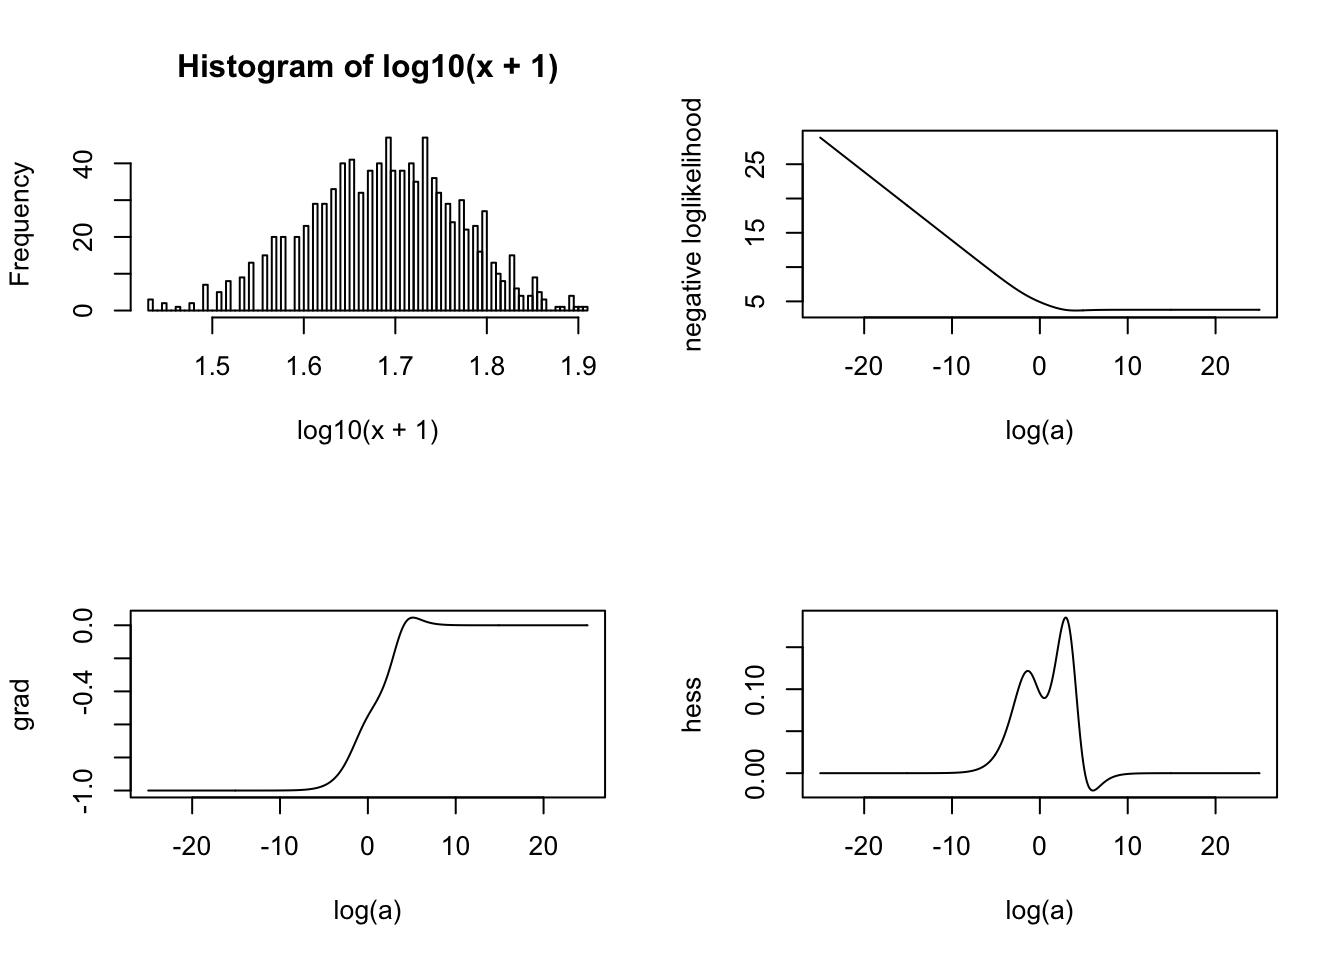 Histogram of log10(x + 1)
Frequency
0 20 40
1.5 1.6 1.7 1.8 1.9
log10(x + 1)
negative loglikelihood
5 15 25
-20 -10 0 10 20
log(a)
grad
-1.0 -0.4 0.0
-20 -10 0 10 20
log(a)
hess
0.00 0.10
-20 -10 0 10 20
log(a)